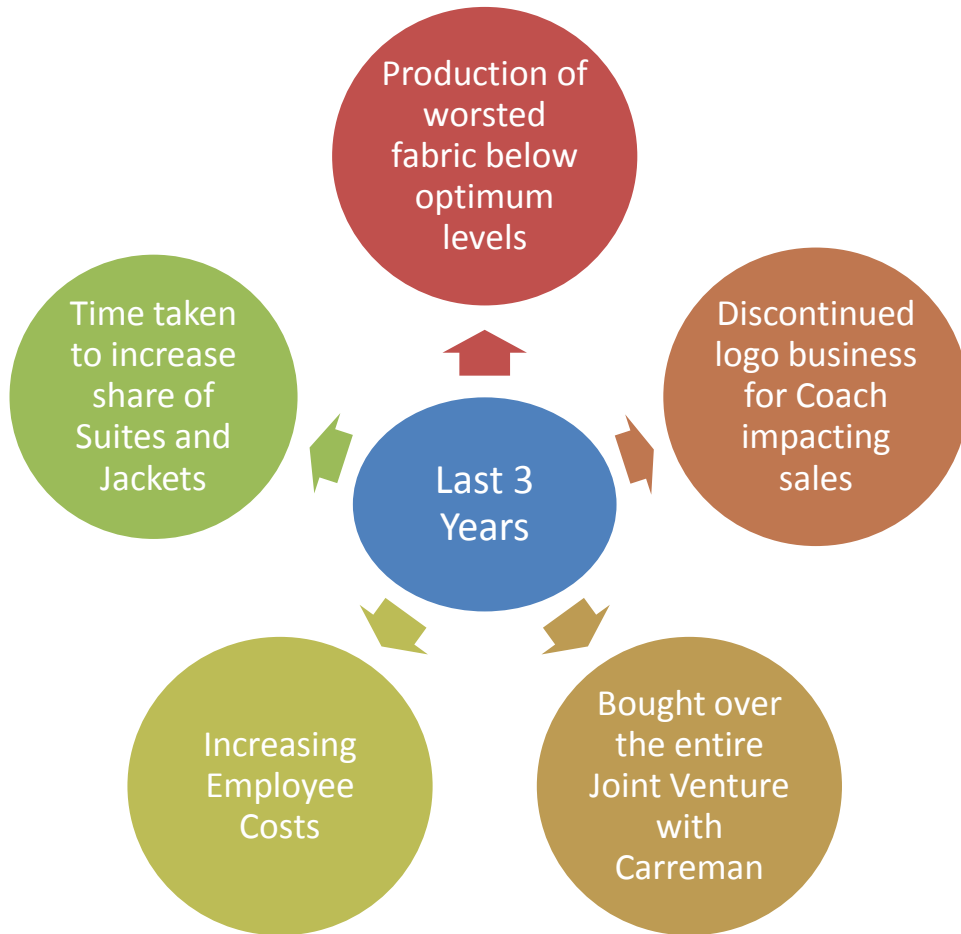 Production of
worsted
fabric below
optimum
levels
Discontinued
logo business
for Coach
impacting
sales
Bought over
the entire
Joint Venture
with
Carreman
Increasing
Employee
Costs
Time taken
to increase
share of
Suites and
Jackets
Last 3
Years